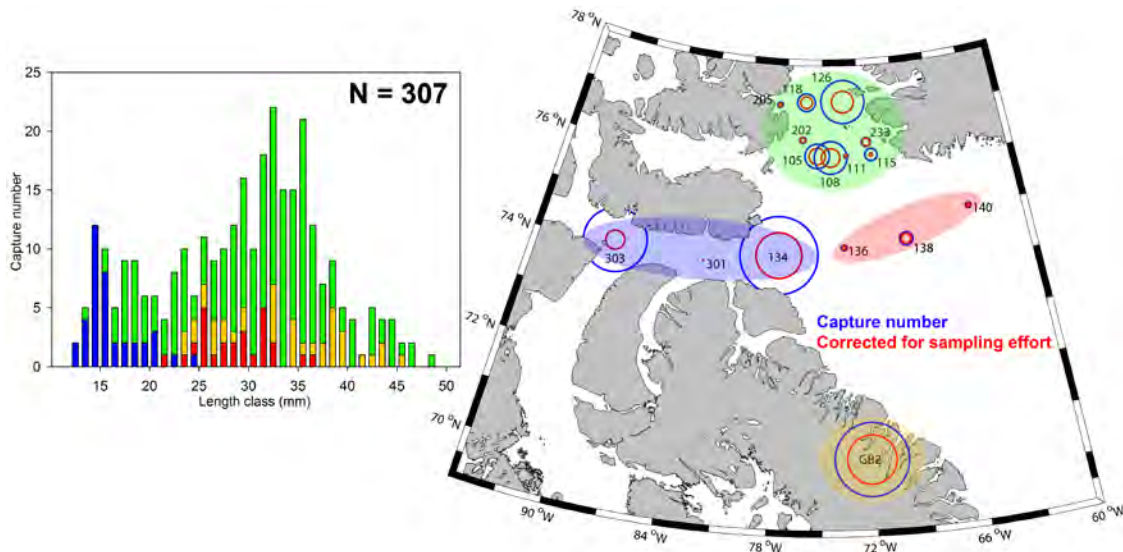 N = 307
25
20
15
10
5
0
Capture number
15 20 25 30 35 40 45 50
Length class (mm)
78 °N
76 °N
74 °N
72 °N
70 °N
126
118
205
202
233
105
108
111
115
140
136
138
303
301
134
Capture number
Corrected for sampling effort
GB2
90 °W
84 °W
78 °W
72 °W
66 °W
60 °W